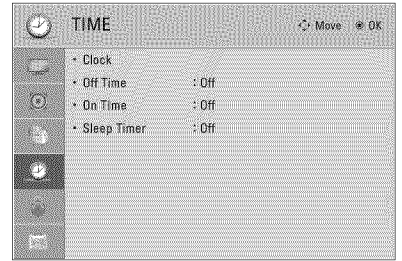 TIME
Move OK
• Clock
• Off Time : Off
• On Time : Off
• Sleep Timer : Off